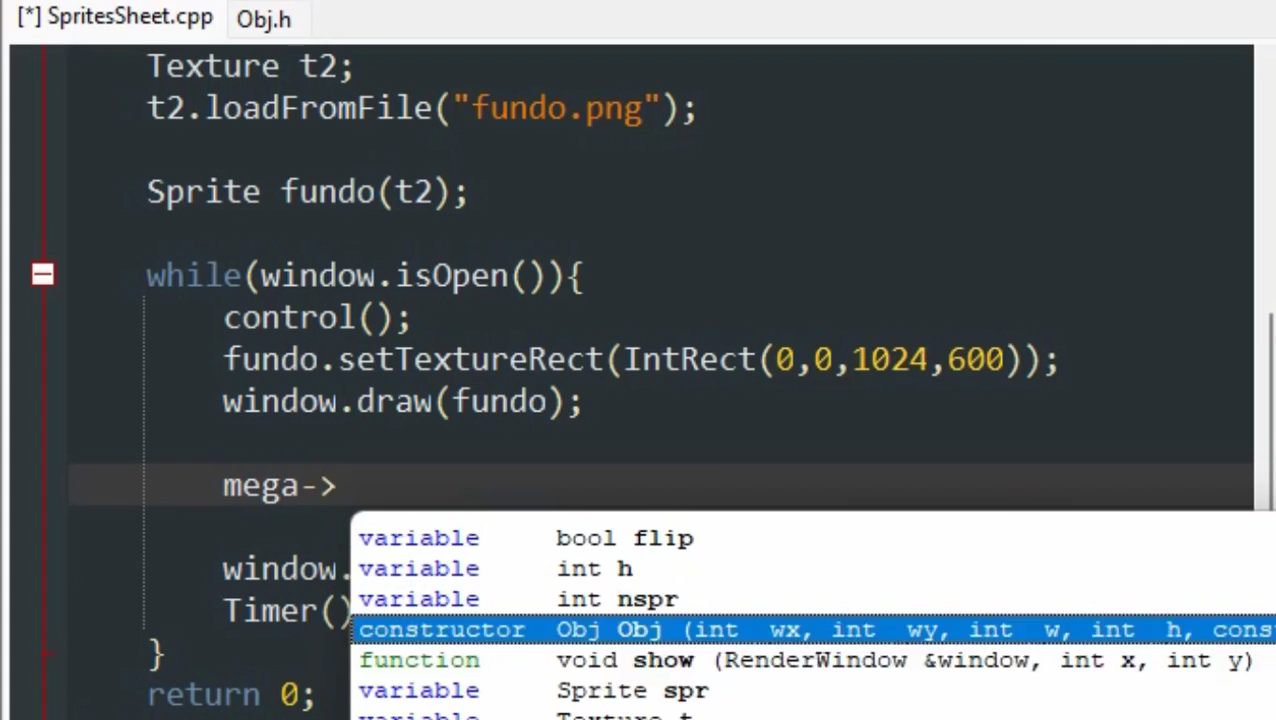 [*] SpritesSheet.cpp Obj.h
Texture t2;
t2.loadFromFile("fundo.png");
Sprite fundo(t2);
while(window.isOpen()){
control();
fundo.setTextureRect(IntRect(0,0,1024,600));
window.draw(fundo);
mega->
variable bool flip
window.
variable int h
variable int nspr
Timer()
constructor Obj Obj (int wx, int wy, int w, int h, cons
}
function void show (RenderWindow &window, int x, int y)
return 0;
variable Sprite spr
variable Texture t